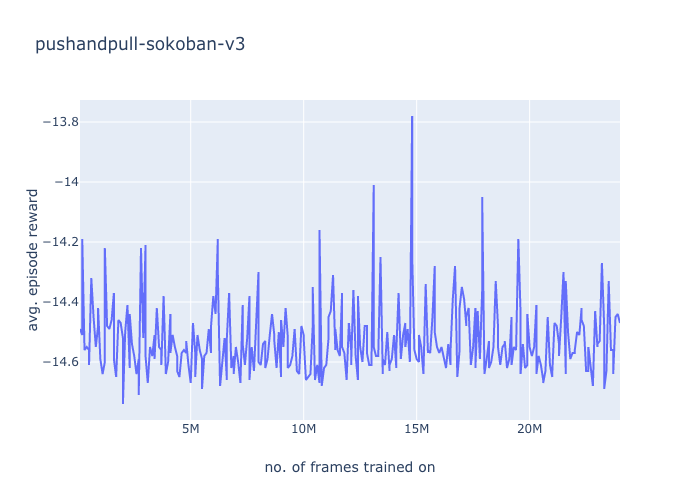 pushandpull-sokoban-v3
−13.8
−14
−14.2
−14.4
−14.6
avg. episode reward
5M
10M
15M
20M
no. of frames trained on